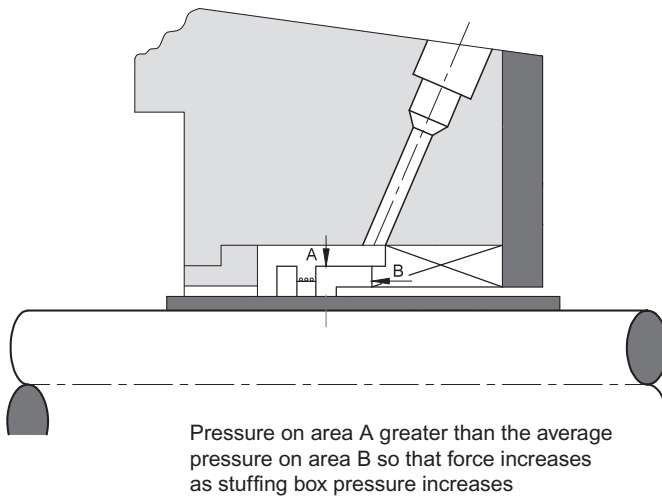 A
B
Pressure on area A greater than the average
pressure on area B so that force increases
as stuffing box pressure increases